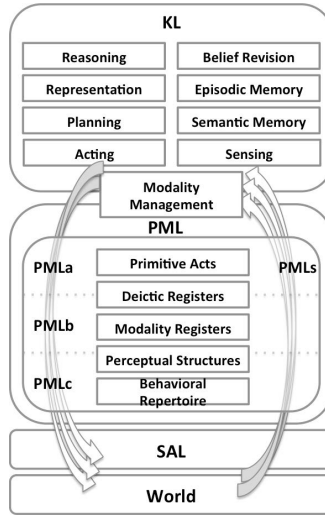 KL
Reasoning
Belief Revision
Representation
Episodic Memory
Planning
Semantic Memory
Acting
Sensing
Modality
Management
PML
PMLa
PMLs
Primitive Acts
Deictic Registers
PMLb
Modality Registers
Perceptual Structures
PMLc
Behavioral
Repertoire
SAL
World